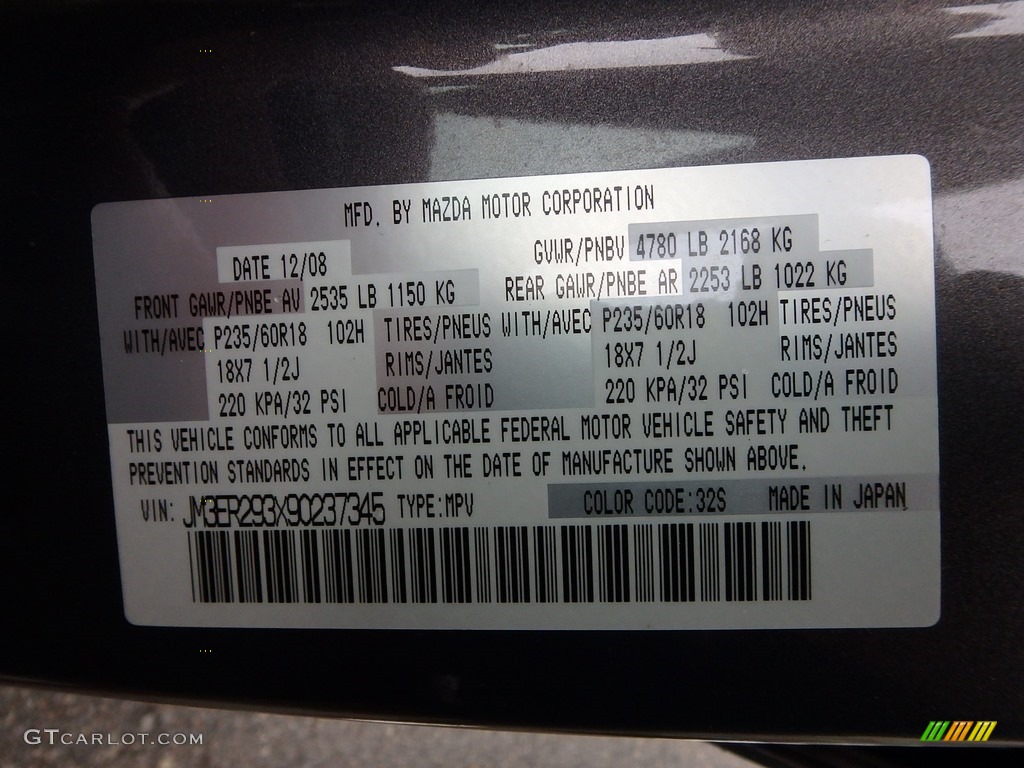 MFD. BY MAZDA MOTOR CORPORATION
DATE 12/08 GVWR/PNBV 4780 LB 2168 KG
FRONT GAWR/PNBE AV 2535 LB 1150 KG REAR GAWR/PNBE AR 2253 LB 1022 KG
WITH/AVEC P235/60R18 102H TIRES/PNEUS WITH/AVEC P235/60R18 102H TIRES/PNEUS
18X7 1/2J RIMS/JANTES 18X7 1/2J RIMS/JANTES
220 KPA/32 PSI COLD/A FROID 220 KPA/32 PSI COLD/A FROID
THIS VEHICLE CONFORMS TO ALL APPLICABLE FEDERAL MOTOR VEHICLE SAFETY AND THEFT
PREVENTION STANDARDS IN EFFECT ON THE DATE OF MANUFACTURE SHOWN ABOVE.
VIN: JM3ER293X90237345 TYPE:MPV COLOR CODE:32S MADE IN JAPAN
GTCARLOT.COM